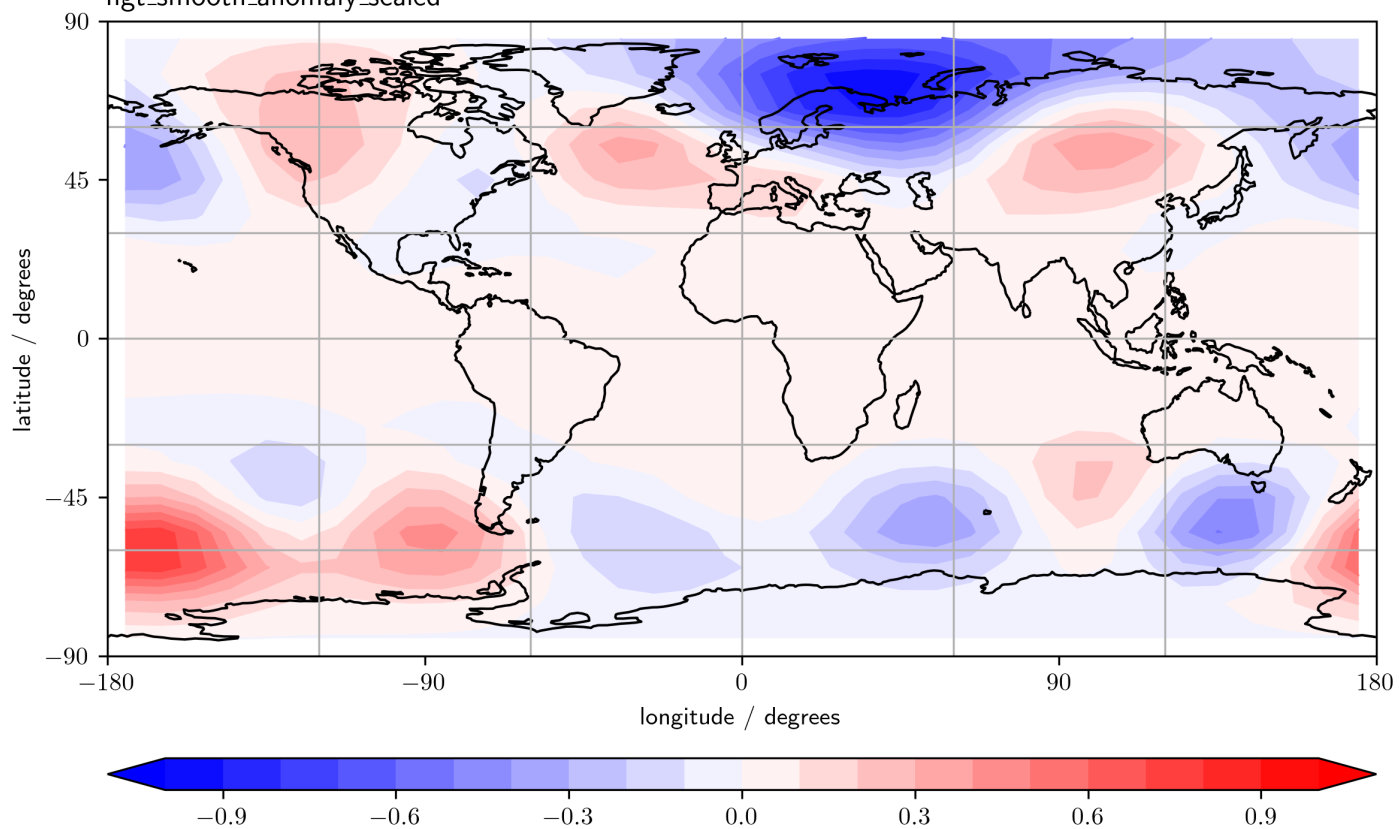 hgt_smooth_anomaly_scaled
90
45
0
−45
−90
latitude / degrees
−180 −90 0 90 180
longitude / degrees
−0.9 −0.6 −0.3 0.0 0.3 0.6 0.9